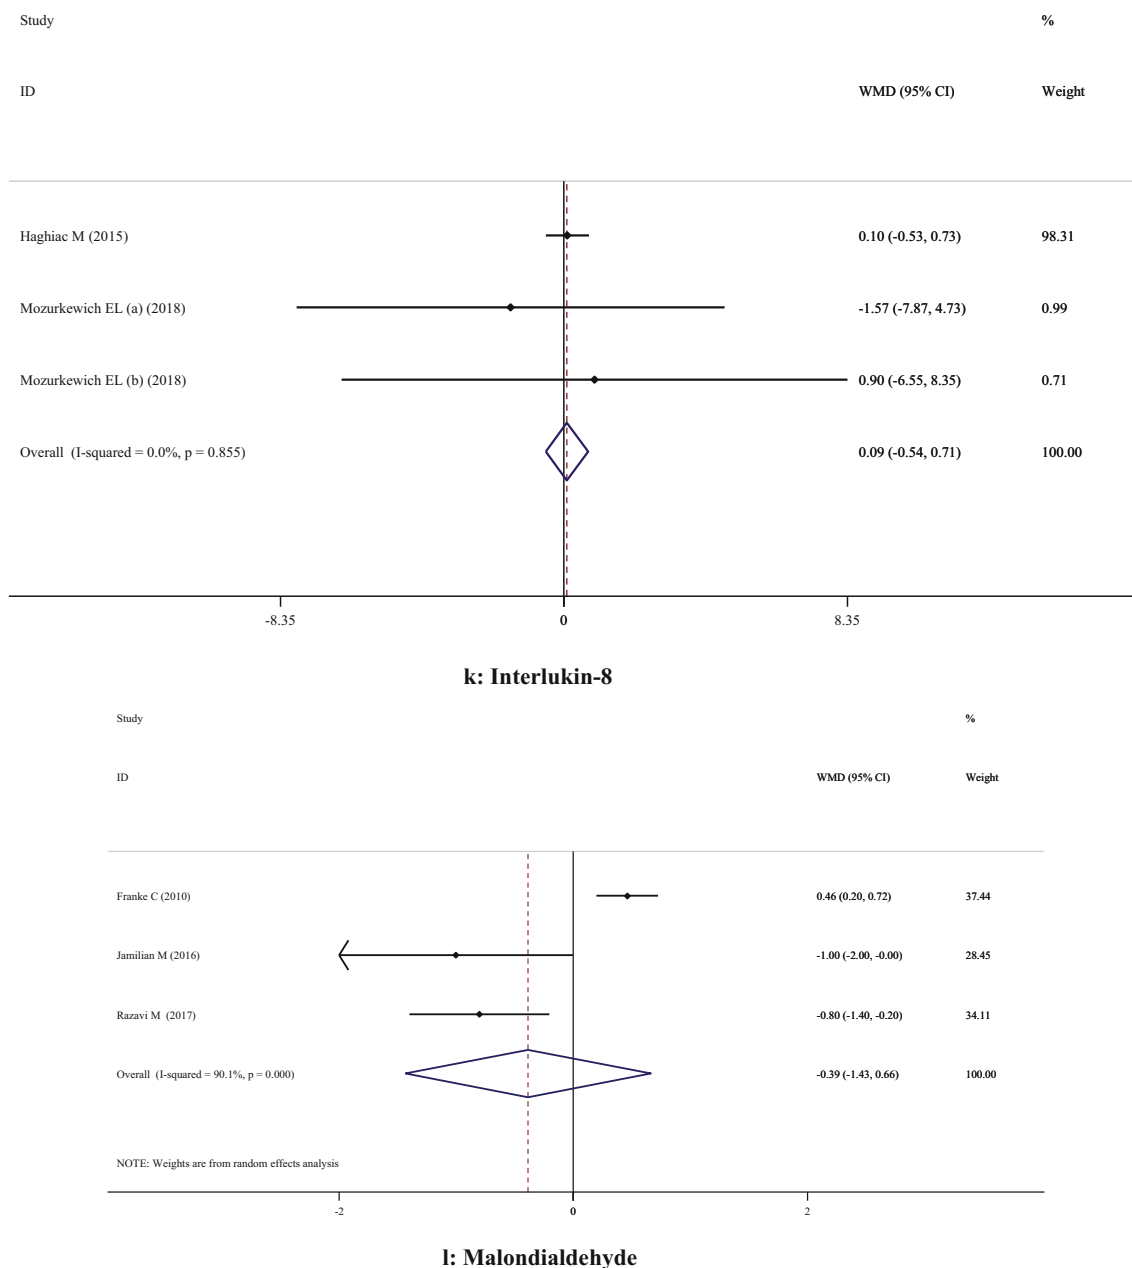 Study %
ID WMD (95% CI) Weight
Haghiac M (2015) 0.10 (-0.53, 0.73) 98.31
Mozurkewich EL (a) (2018) -1.57 (-7.87, 4.73) 0.99
Mozurkewich EL (b) (2018) 0.90 (-6.55, 8.35) 0.71
Overall (I-squared = 0.0%, p = 0.855) 0.09 (-0.54, 0.71) 100.00
-8.35 0 8.35
k: Interlukin-8
Study %
ID WMD (95% CI) Weight
Franke C (2010) 0.46 (0.20, 0.72) 37.44
Jamilian M (2016) -1.00 (-2.00, -0.00) 28.45
Razavi M (2017) -0.80 (-1.40, -0.20) 34.11
Overall (I-squared = 90.1%, p = 0.000) -0.39 (-1.43, 0.66) 100.00
NOTE: Weights are from random effects analysis
-2 0 2
l: Malondialdehyde